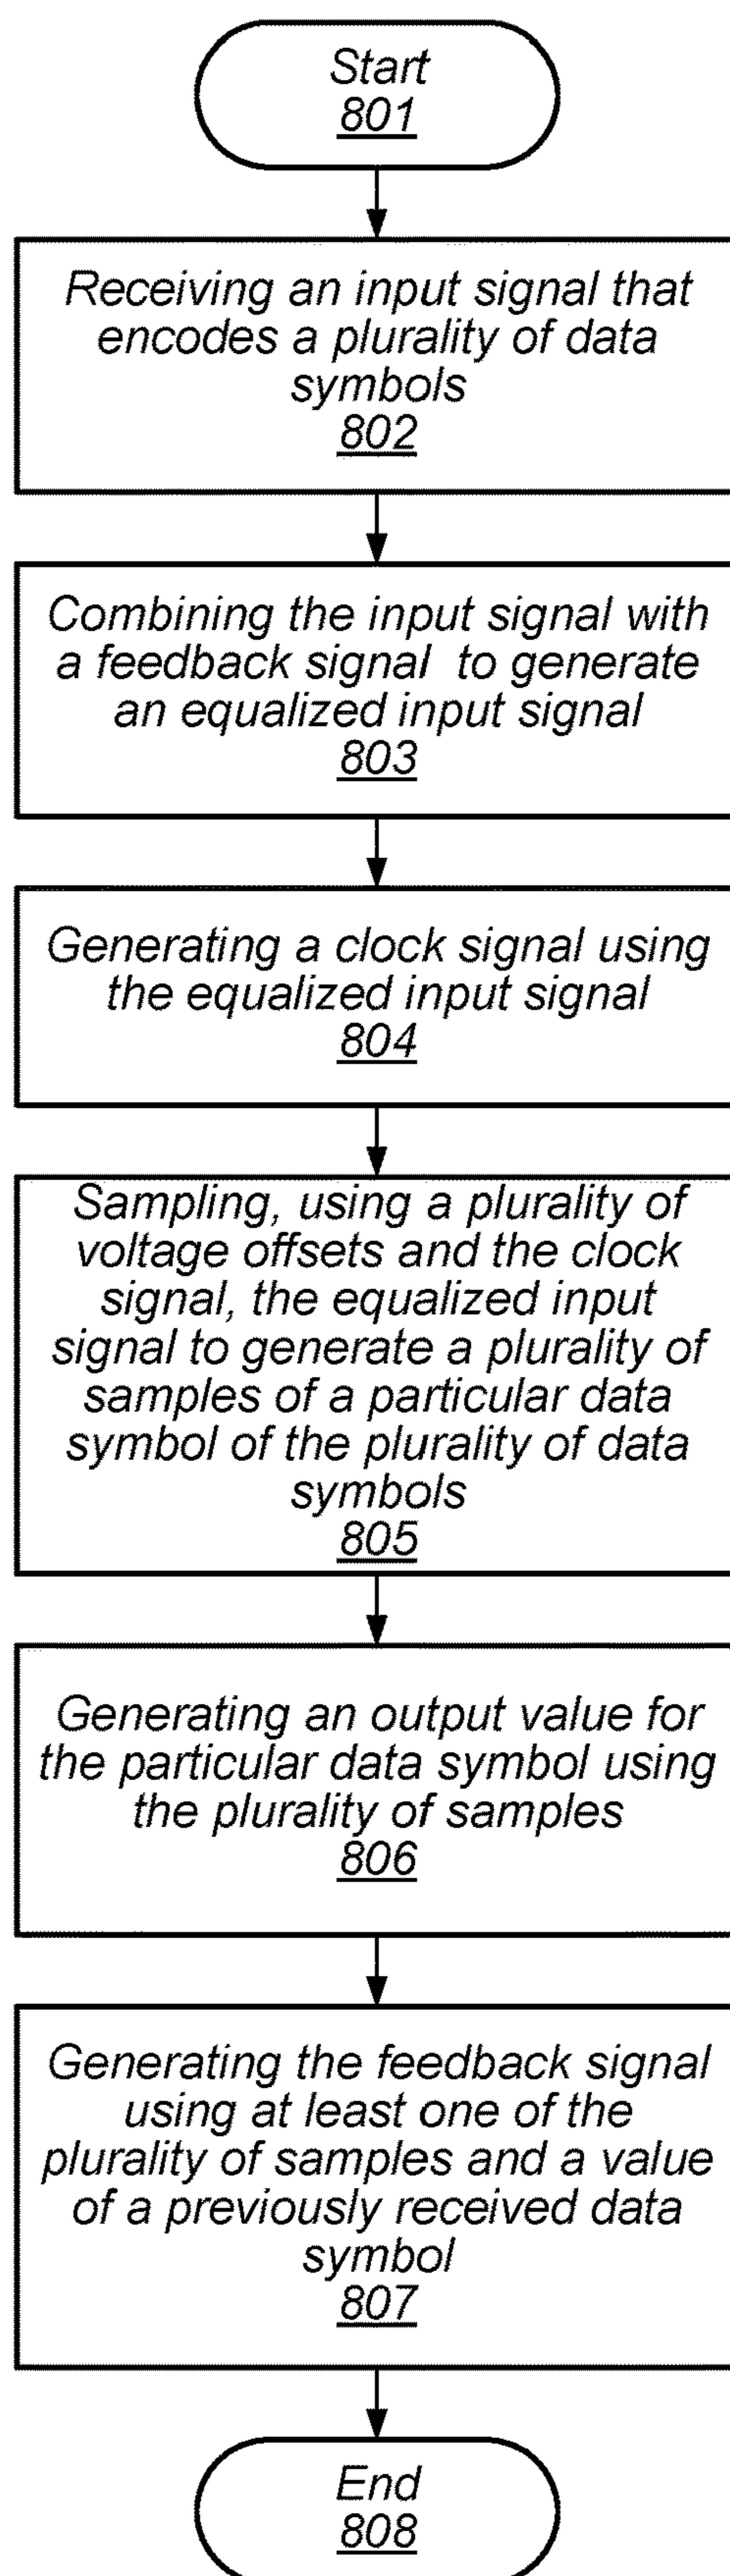 Start
801
Receiving an input signal that
encodes a plurality of data
symbols
802
Combining the input signal with
a feedback signal to generate
an equalized input signal
803
Generating a clock signal using
the equalized input signal
804
Sampling, using a plurality of
voltage offsets and the clock
signal, the equalized input
signal to generate a plurality of
samples of a particular data
symbol of the plurality of data
symbols
805
Generating an output value for
the particular data symbol using
the plurality of samples
806
Generating the feedback signal
using at least one of the
plurality of samples and a value
of a previously received data
symbol
807
End
808